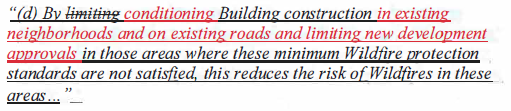 “(d) By limiting conditioning Building construction in existing
neighborhoods and on existing roads and limiting new development
approvals in those areas where these minimum Wildfire protection
standards are not satisfied, this reduces the risk of Wildfires in these
areas…”